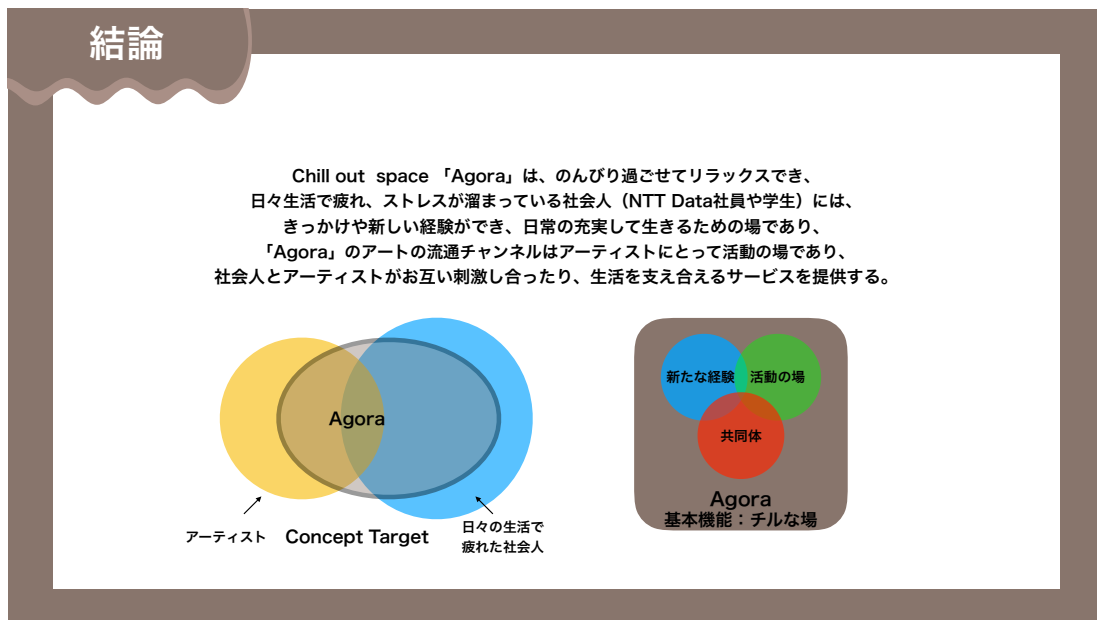 結論
Chill out space 「Agora」は、のんびり過ごせてリラックスでき、
日々生活で疲れ、ストレスが溜まっている社会人（NTT Data社員や学生）には、
きっかけや新しい経験ができ、日常の充実して生きるための場であり、
「Agora」のアートの流通チャンネルはアーティストにとって活動の場であり、
社会人とアーティストがお互い刺激し合ったり、生活を支え合えるサービスを提供する。
Agora
アーティスト
Concept Target
日々の生活で
疲れた社会人
新たな経験
活動の場
共同体
Agora
基本機能：チルな場